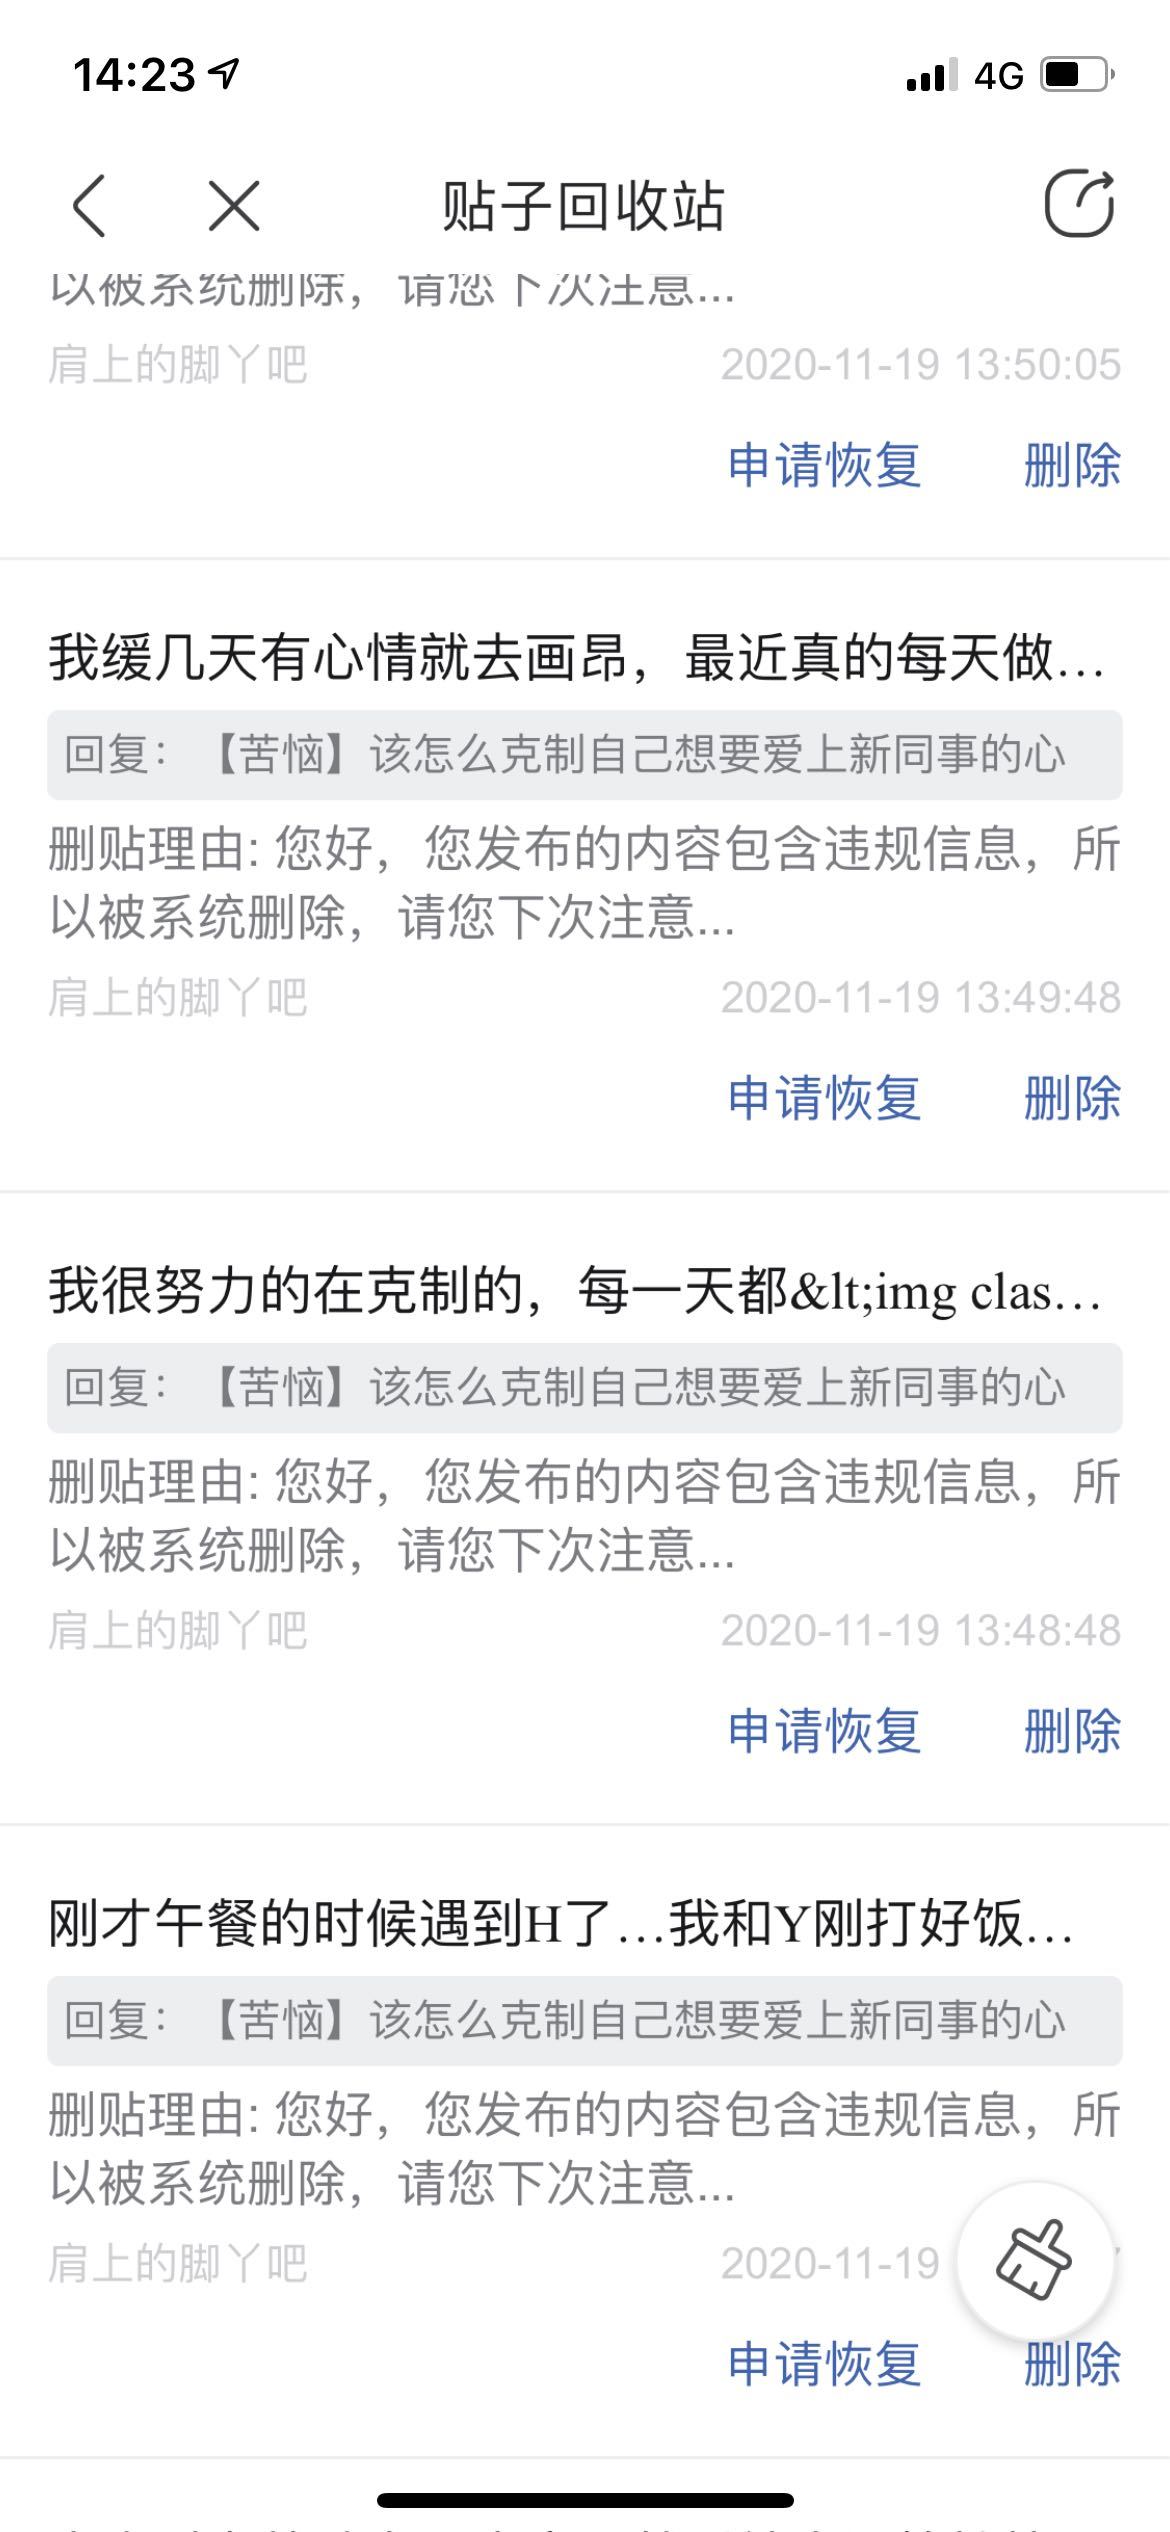 14:23
4G
贴子回收站
以被系统删除，请您下次注意...
肩上的脚丫吧 2020-11-19 13:50:05
申请恢复 删除
我缓几天有心情就去画昂，最近真的每天做...
回复：【苦恼】该怎么克制自己想要爱上新同事的心
删贴理由: 您好，您发布的内容包含违规信息，所
以被系统删除，请您下次注意...
肩上的脚丫吧 2020-11-19 13:49:48
申请恢复 删除
我很努力的在克制的，每一天都&lt;img clas...
回复：【苦恼】该怎么克制自己想要爱上新同事的心
删贴理由: 您好，您发布的内容包含违规信息，所
以被系统删除，请您下次注意...
肩上的脚丫吧 2020-11-19 13:48:48
申请恢复 删除
刚才午餐的时候遇到H了...我和Y刚打好饭...
回复：【苦恼】该怎么克制自己想要爱上新同事的心
删贴理由: 您好，您发布的内容包含违规信息，所
以被系统删除，请您下次注意...
肩上的脚丫吧 2020-11-19
申请恢复 删除